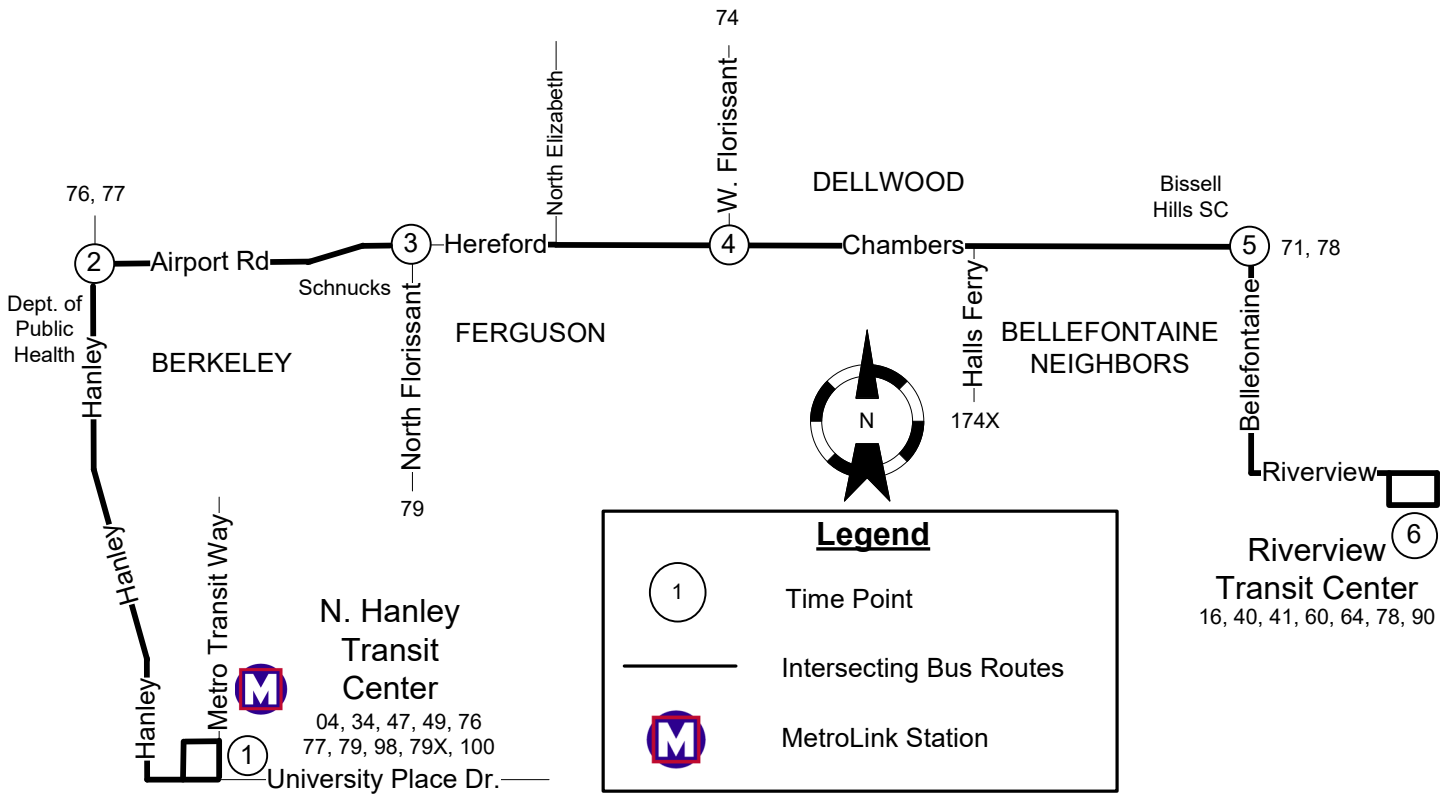 74
North Elizabeth
W. Florissant
DELLWOOD
Bissell
Hills SC
76, 77
2
Airport Rd
3
Hereford
4
Chambers
5
71, 78
Schnucks
Dept. of
Public
Health
Hanley
BERKELEY
North Florissant
FERGUSON
Halls Ferry
BELLEFONTAINE
NEIGHBORS
Bellefontaine
N
174X
79
Riverview
6
Riverview
Transit Center
16, 40, 41, 60, 64, 78, 90
Hanley
Metro Transit Way
N. Hanley
Transit
Center
04, 34, 47, 49, 76
77, 79, 98, 79X, 100
M
Hanley
1
University Place Dr.
Legend
1
Time Point
Intersecting Bus Routes
M
MetroLink Station